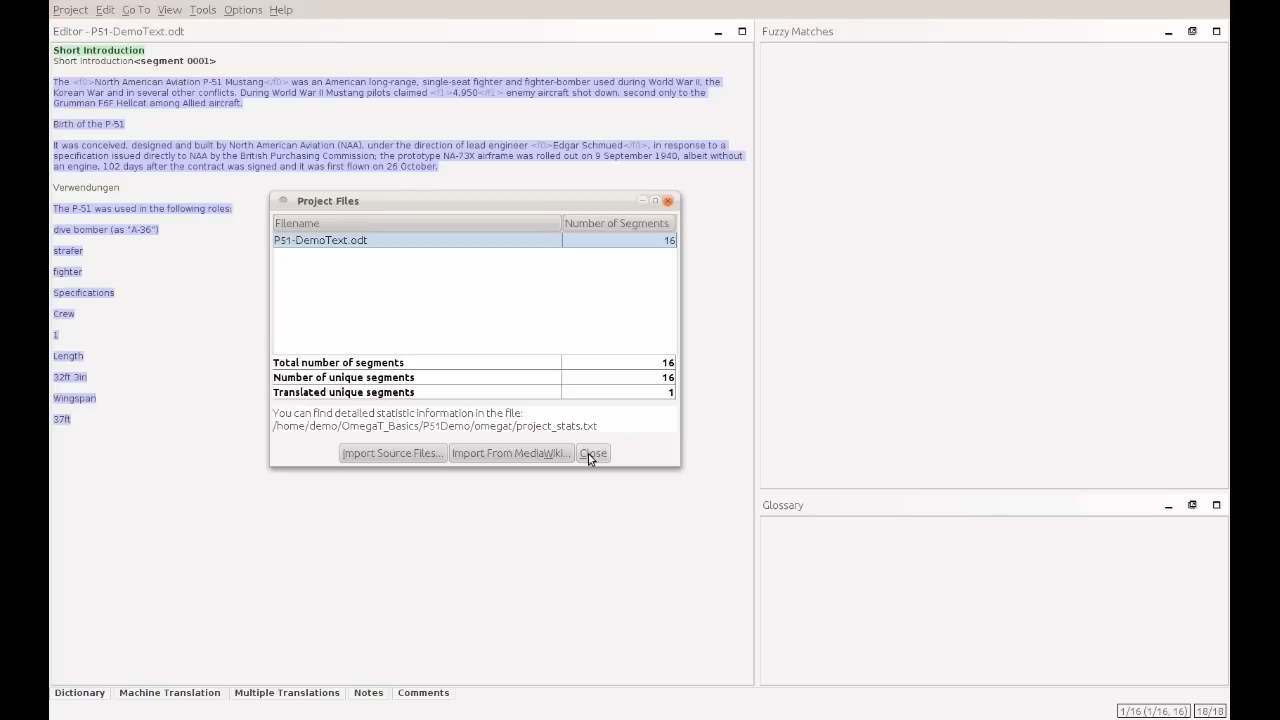 Project Edit Go To View Tools Options Help
Editor - P51-DemoText.odt
Short Introduction
Short Introduction<segment 0001>
The <f0>North American Aviation P-51 Mustang</f0> was an American long-range, single-seat fighter and fighter-bomber used during World War II, the
Korean War and in several other conflicts. During World War II Mustang pilots claimed <f1>4,950</f1> enemy aircraft shot down, second only to the
Grumman F6F Hellcat among Allied aircraft.
Birth of the P-51
It was conceived, designed and built by North American Aviation (NAA), under the direction of lead engineer <f0>Edgar Schmued</f0>, in response to a
specification issued directly to NAA by the British Purchasing Commission; the prototype NA-73X airframe was rolled out on 9 September 1940, albeit without
an engine, 102 days after the contract was signed and it was first flown on 26 October.
Verwendungen
The P-51 was used in the following roles:
dive bomber (as "A-36")
strafer
fighter
Specifications
Crew
1
Length
32ft 3in
Wingspan
37ft
Project Files
Filename Number of Segments
P51-DemoText.odt 16
Total number of segments 16
Number of unique segments 16
Translated unique segments 1
You can find detailed statistic information in the file:
/home/demo/OmegaT_Basics/P51Demo/omegat/project_stats.txt
Import Source Files... Import From MediaWiki... Close
Fuzzy Matches
Glossary
Dictionary Machine Translation Multiple Translations Notes Comments
1/16 (1/16, 16) 18/18